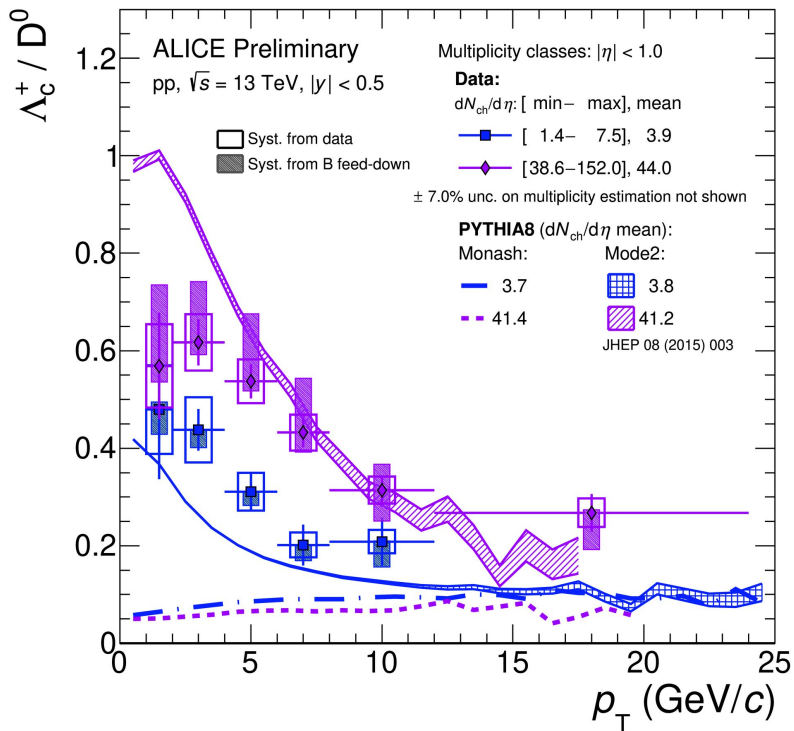 Λc+ / D0
ALICE Preliminary
pp, √s = 13 TeV, |y| < 0.5
Syst. from data
Syst. from B feed-down
Multiplicity classes: |η| < 1.0
Data:
dNch/dη: [ min− max], mean
[ 1.4− 7.5], 3.9
[38.6−152.0], 44.0
± 7.0% unc. on multiplicity estimation not shown
PYTHIA8 (dNch/dη mean):
Monash: Mode2:
3.7 3.8
41.4 41.2
JHEP 08 (2015) 003
1.2
1
0.8
0.6
0.4
0.2
0
0 5 10 15 20 25
pT (GeV/c)